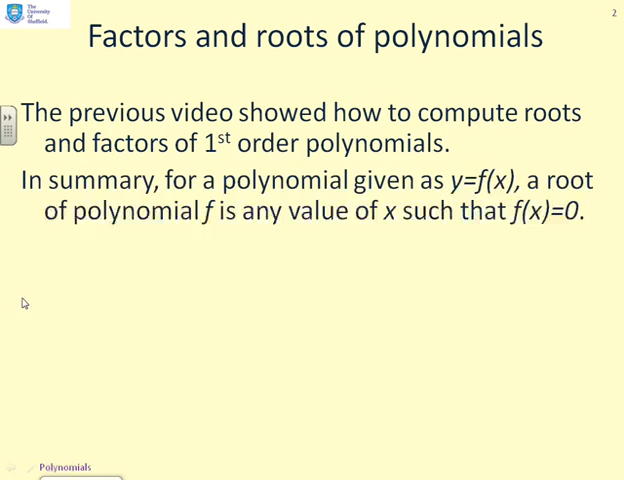 The
University
Of
Sheffield.
2
Factors and roots of polynomials
The previous video showed how to compute roots
and factors of 1st order polynomials.
In summary, for a polynomial given as y=f(x), a root
of polynomial f is any value of x such that f(x)=0.
Polynomials